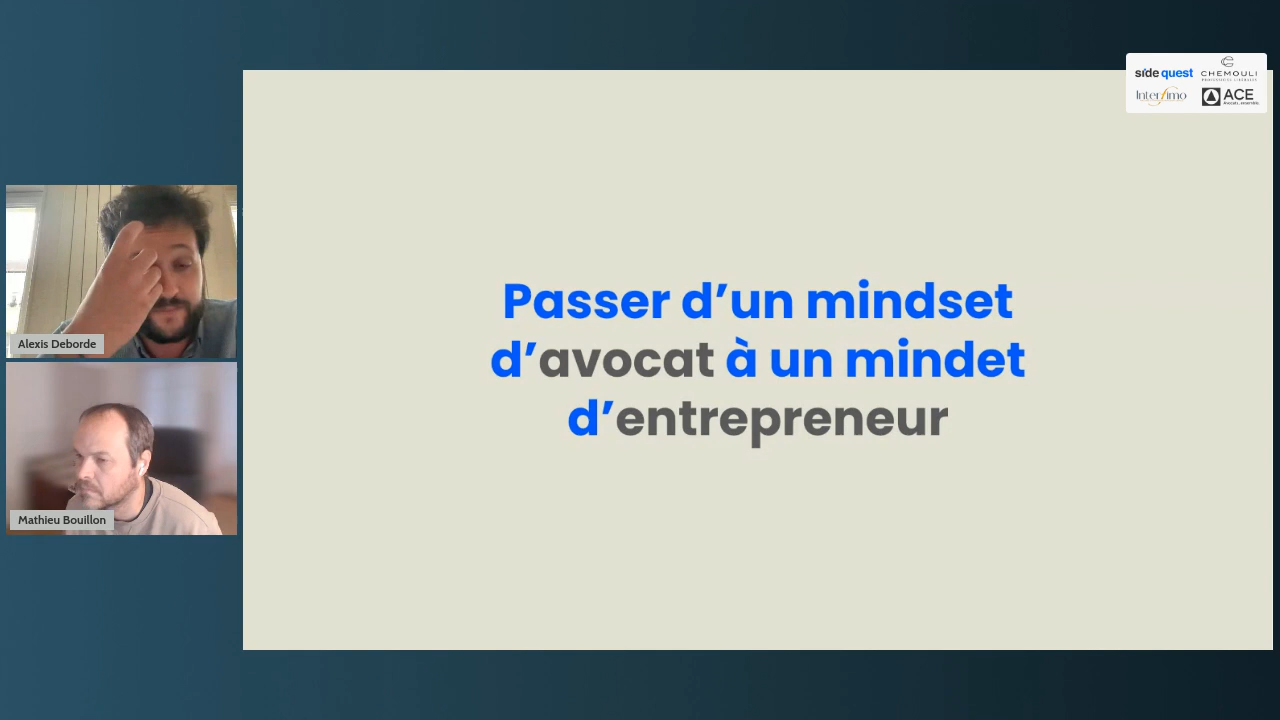 side quest
CHEMOULI
Interfimo
ACE
Passer d’un mindset
d’avocat à un mindet
d’entrepreneur
Alexis Deborde
Mathieu Bouillon